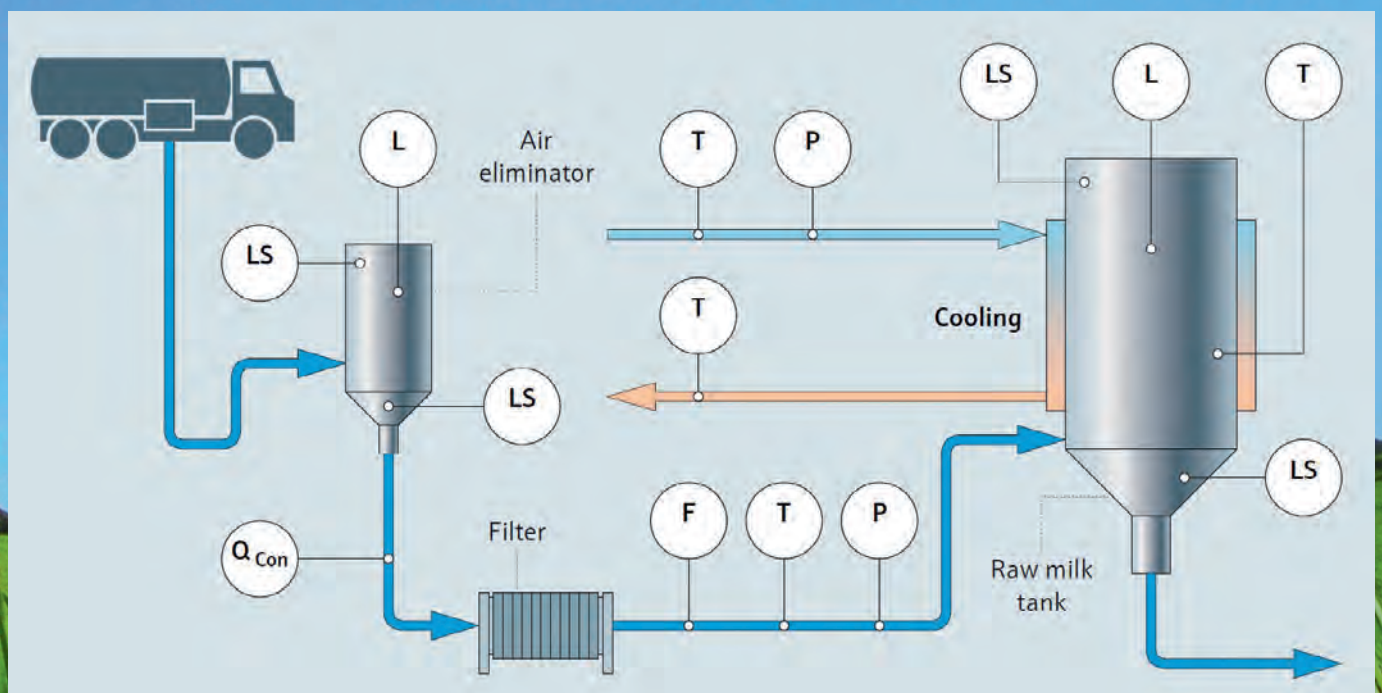 LS
L
T
L
Air
eliminator
T
P
LS
T
Cooling
LS
LS
F
T
P
Filter
Q Con
Raw milk
tank